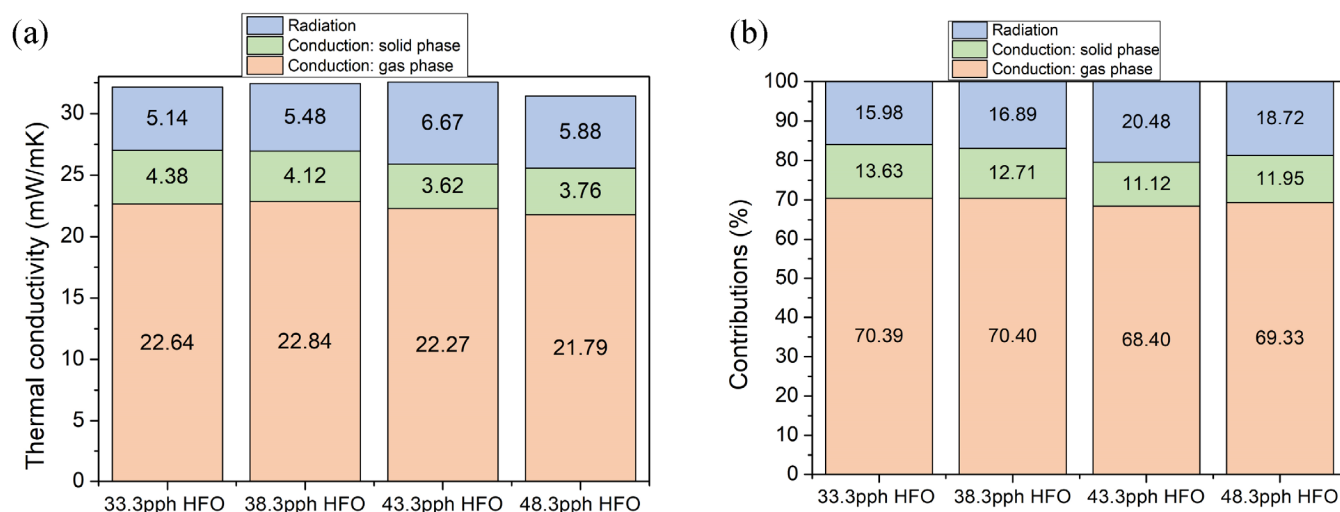 (a)
Radiation
Conduction: solid phase
Conduction: gas phase
Thermal conductivity (mW/mK)
30
25
20
15
10
5
0
5.14
5.48
6.67
5.88
4.38
4.12
3.62
3.76
22.64
22.84
22.27
21.79
33.3pph HFO
38.3pph HFO
43.3pph HFO
48.3pph HFO
(b)
Radiation
Conduction: solid phase
Conduction: gas phase
Contributions (%)
100
90
80
70
60
50
40
30
20
10
0
15.98
16.89
20.48
18.72
13.63
12.71
11.12
11.95
70.39
70.40
68.40
69.33
33.3pph HFO
38.3pph HFO
43.3pph HFO
48.3pph HFO